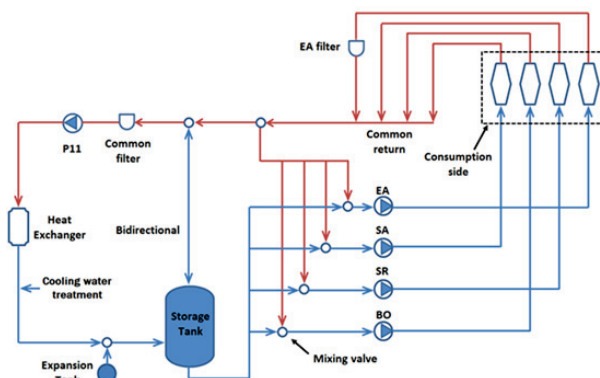 EA filter
P11
Common
filter
Common
return
Consumption
side
EA
Heat
Exchanger
Bidirectional
SA
Cooling water
treatment
SR
Storage
Tank
BO
Mixing valve
Expansion